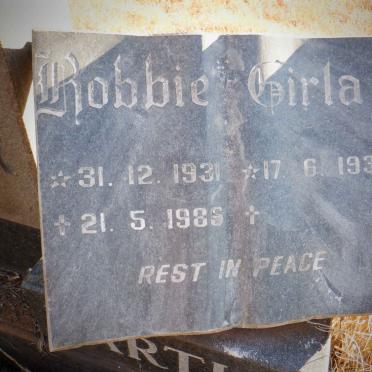 Robbie Girla
☆ 31. 12. 1931 ☆ 17. 6. 193
✝ 21. 5. 1986 ✝
REST IN PEACE